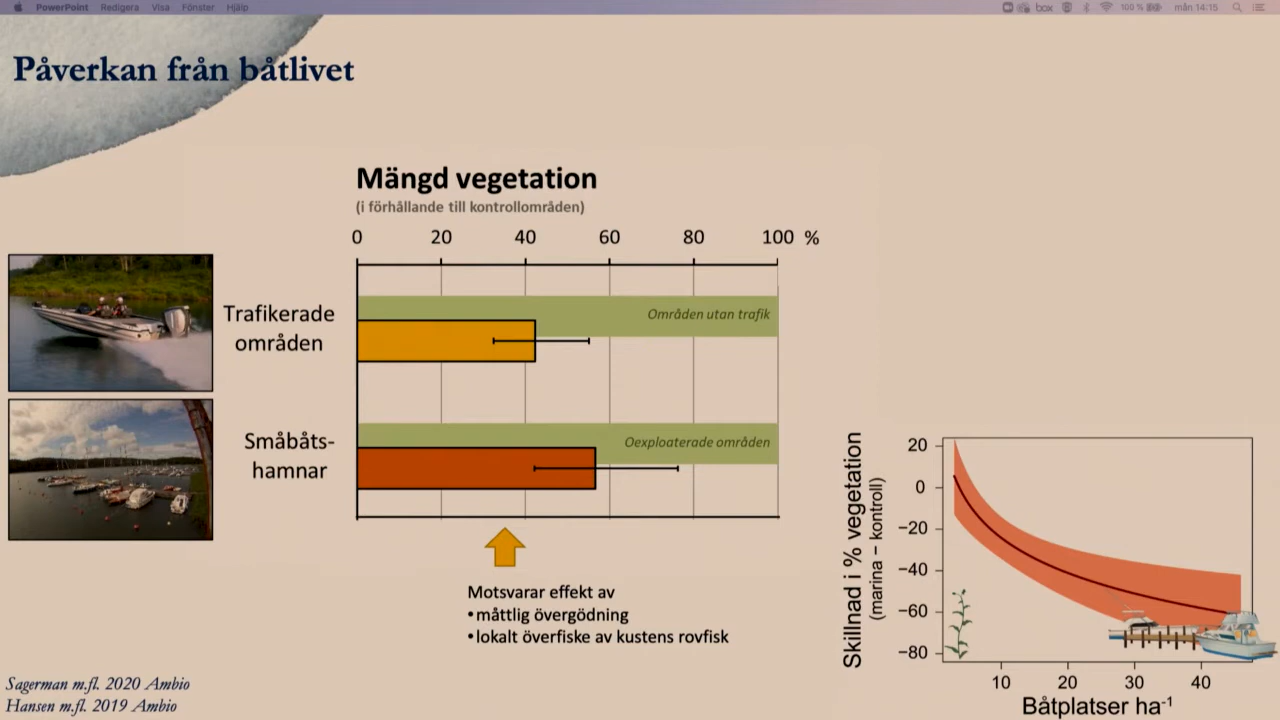 PowerPoint Redigera Visa Fönster Hjälp
box 100 % mån 14:15
Påverkan från båtlivet
Mängd vegetation
(i förhållande till kontrollområden)
0 20 40 60 80 100 %
Trafikerade
områden
Områden utan trafik
Småbåts-
hamnar
Oexploaterade områden
Motsvarar effekt av
• måttlig övergödning
• lokalt överfiske av kustens rovfisk
Skillnad i % vegetation
(marina – kontroll)
20
0
−20
−40
−60
−80
10 20 30 40
Båtplatser ha⁻¹
Sagerman m.fl. 2020 Ambio
Hansen m.fl. 2019 Ambio